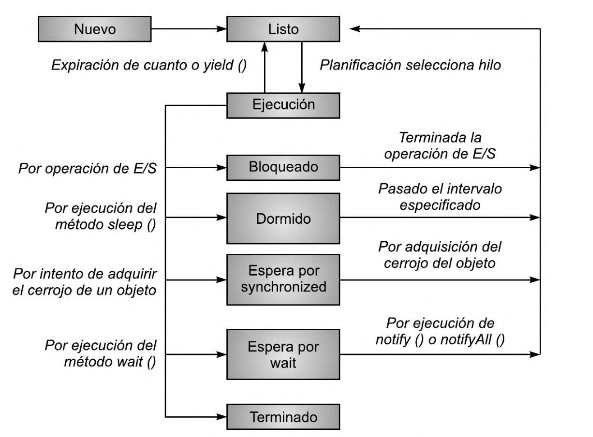 Nuevo
Listo
Expiración de cuanto o yield ()
Planificación selecciona hilo
Ejecución
Por operación de E/S
Bloqueado
Terminada la
operación de E/S
Por ejecución del
método sleep ()
Dormido
Pasado el intervalo
especificado
Por intento de adquirir
el cerrojo de un objeto
Espera por
synchronized
Por adquisición del
cerrojo del objeto
Por ejecución del
método wait ()
Espera por
wait
Por ejecución de
notify () o notifyAll ()
Terminado